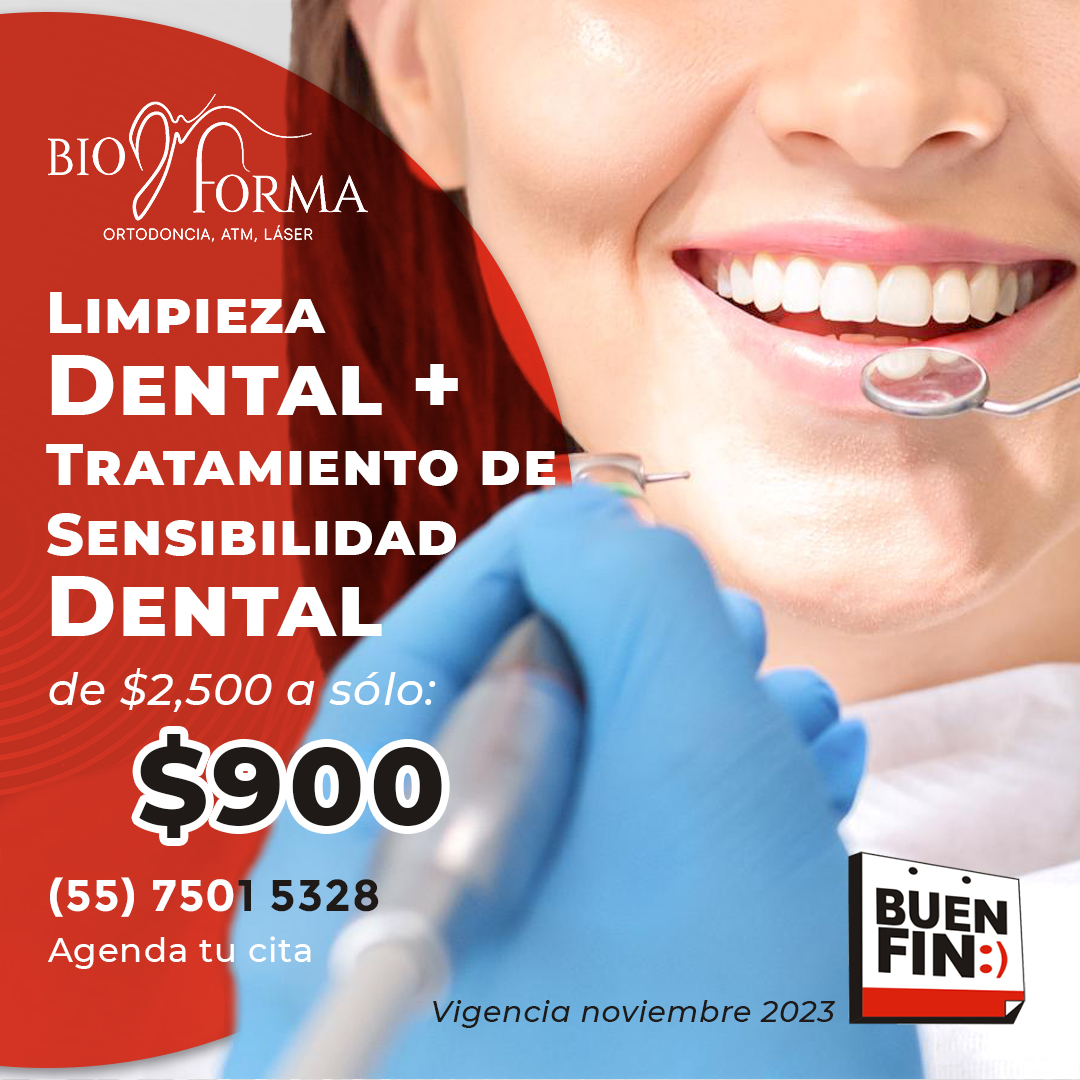 BIO FORMA
ORTODONCIA, ATM, LÁSER
LIMPIEZA
DENTAL +
TRATAMIENTO DE
SENSIBILIDAD
DENTAL
de $2,500 a sólo:
$900
(55) 7501 5328
Agenda tu cita
BUEN
FIN:)
Vigencia noviembre 2023